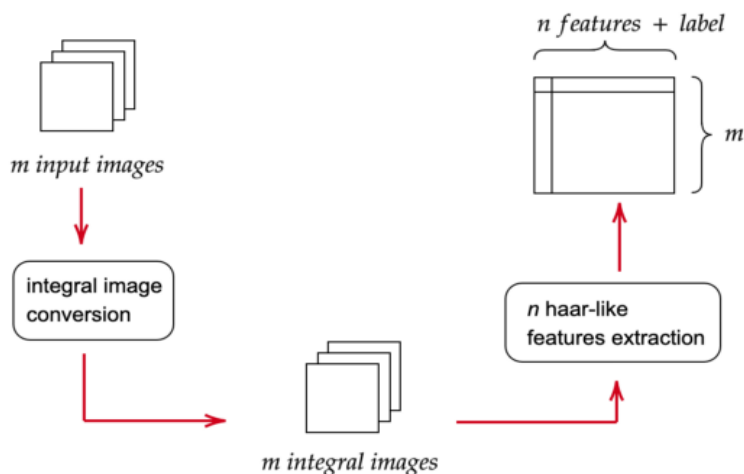 m input images
integral image
conversion
m integral images
n haar-like
features extraction
n features + label
m